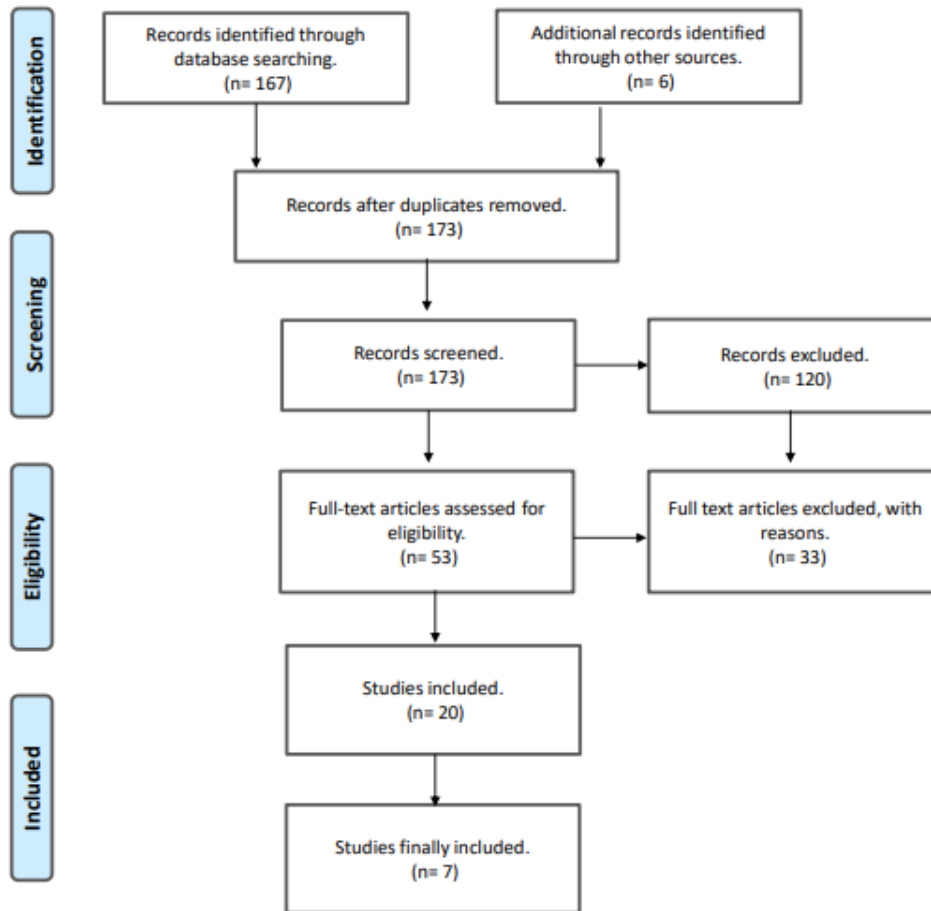 Identification
Records identified through
database searching.
(n= 167)
Additional records identified
through other sources.
(n= 6)
Records after duplicates removed.
(n= 173)
Screening
Records screened.
(n= 173)
Records excluded.
(n= 120)
Eligibility
Full-text articles assessed for
eligibility.
(n= 53)
Full text articles excluded, with
reasons.
(n= 33)
Included
Studies included.
(n= 20)
Studies finally included.
(n= 7)